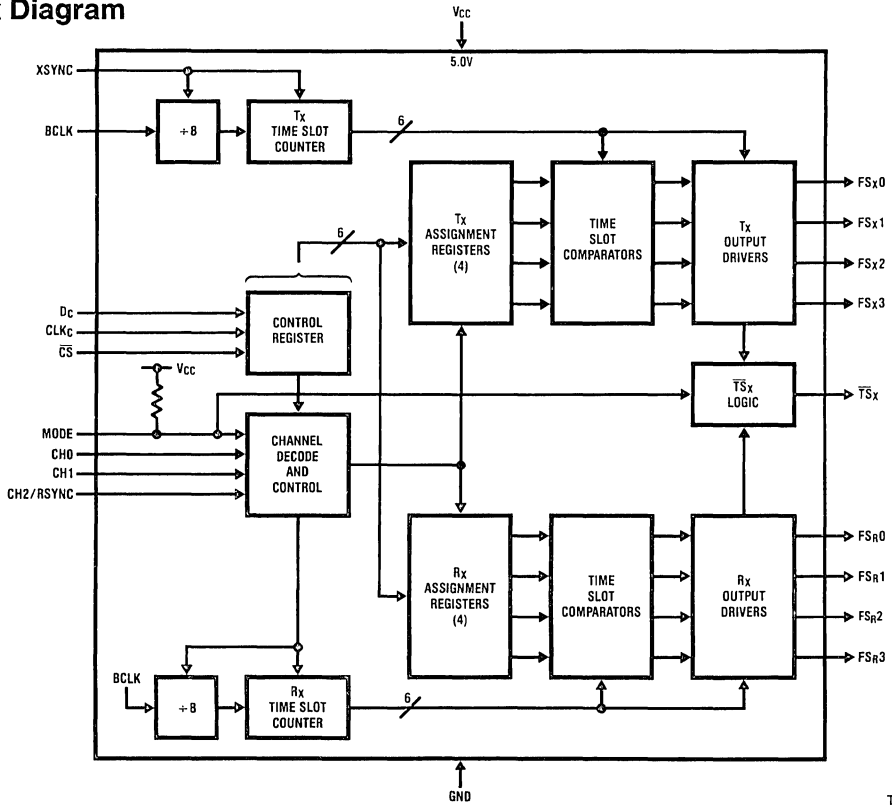 Diagram
VCC
5.0V
XSYNC
BCLK
÷8
TX
TIME SLOT
COUNTER
6
TX
ASSIGNMENT
REGISTERS
(4)
TIME
SLOT
COMPARATORS
TX
OUTPUT
DRIVERS
FSX0
FSX1
FSX2
FSX3
6
DC
CLKC
CS
CONTROL
REGISTER
VCC
TSX
LOGIC
TSX
MODE
CH0
CH1
CH2/RSYNC
CHANNEL
DECODE
AND
CONTROL
RX
ASSIGNMENT
REGISTERS
(4)
TIME
SLOT
COMPARATORS
RX
OUTPUT
DRIVERS
FSR0
FSR1
FSR2
FSR3
BCLK
÷8
RX
TIME SLOT
COUNTER
6
GND